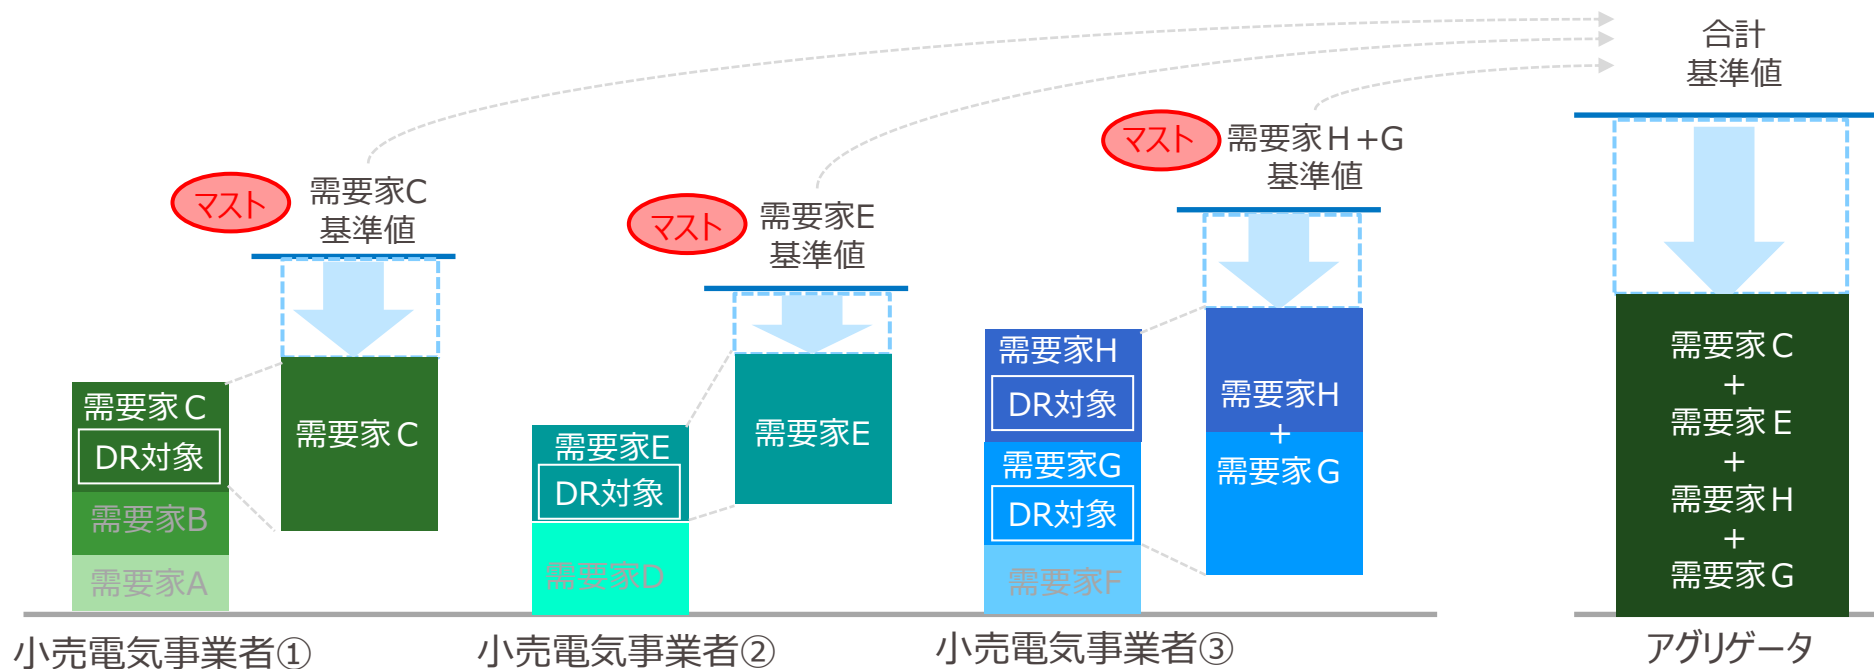 合計
基準値
マスト
需要家H+G
基準値
マスト
需要家C
基準値
マスト
需要家E
基準値
需要家C
DR対象
需要家B
需要家A
需要家C
需要家E
DR対象
需要家D
需要家E
需要家H
DR対象
需要家G
DR対象
需要家F
需要家H
+
需要家G
需要家C
+
需要家E
+
需要家H
+
需要家G
小売電気事業者①
小売電気事業者②
小売電気事業者③
アグリゲータ